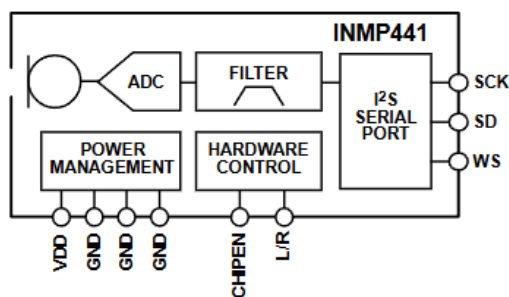 INMP441
ADC
FILTER
I²S
SERIAL
PORT
SCK
SD
WS
POWER
MANAGEMENT
HARDWARE
CONTROL
VDD
GND
GND
GND
CHIPEN
L/R